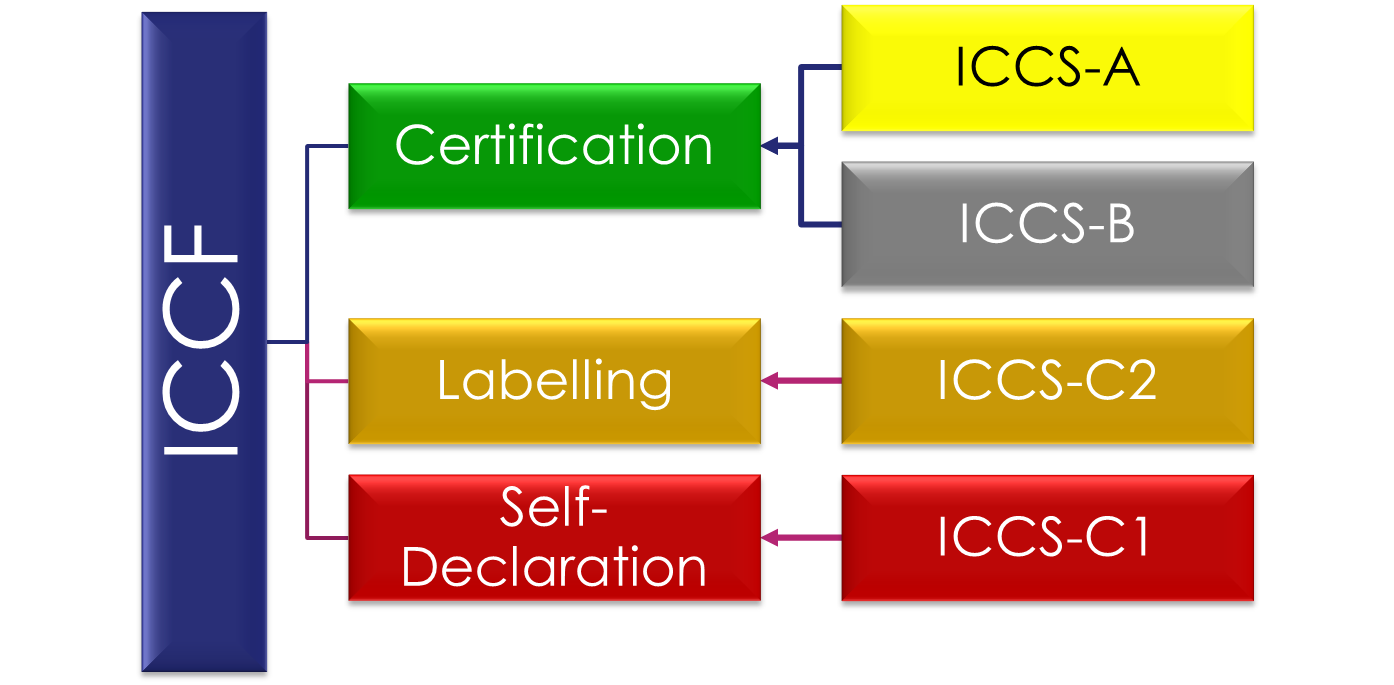 ICCF
Certification
ICCS-A
ICCS-B
Labelling
ICCS-C2
Self-
Declaration
ICCS-C1